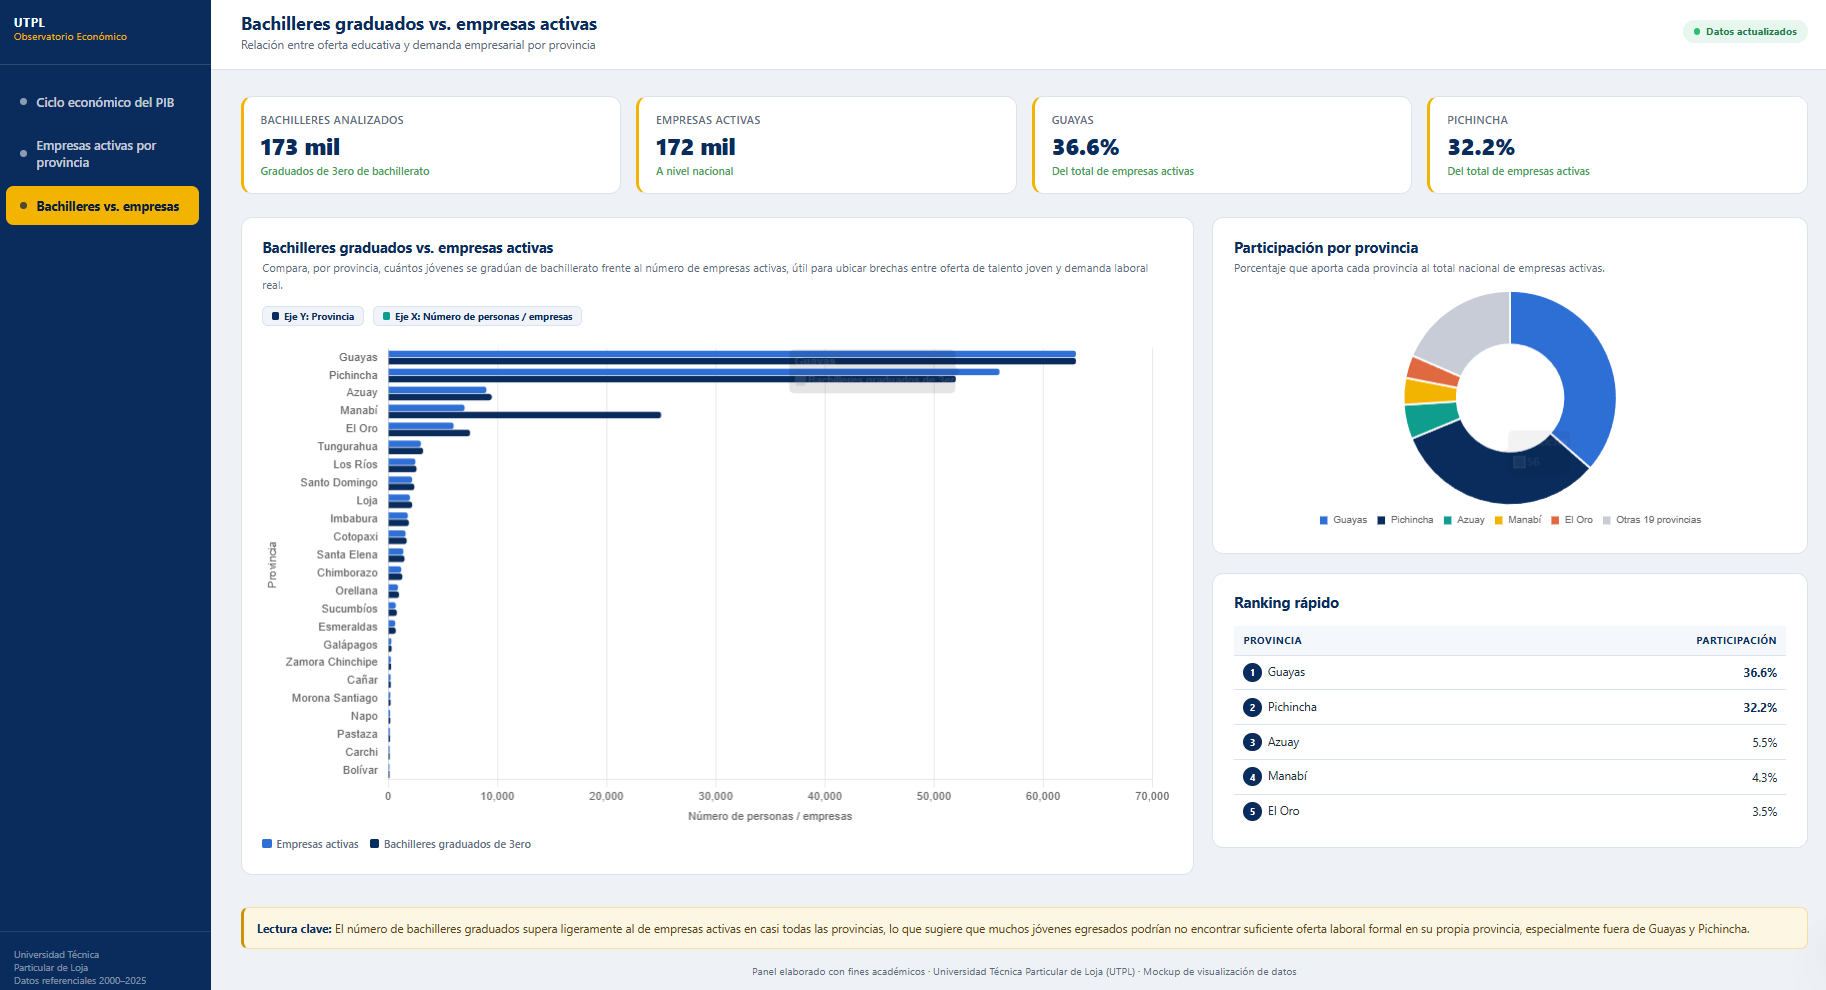 UTPL
Observatorio Económico
Ciclo económico del PIB
Empresas activas por
provincia
Bachilleres vs. empresas
Universidad Técnica
Particular de Loja
Datos referenciales 2000–2025
Bachilleres graduados vs. empresas activas
Relación entre oferta educativa y demanda empresarial por provincia
Datos actualizados
BACHILLERES ANALIZADOS
173 mil
Graduados de 3ero de bachillerato
EMPRESAS ACTIVAS
172 mil
A nivel nacional
GUAYAS
36.6%
Del total de empresas activas
PICHINCHA
32.2%
Del total de empresas activas
Bachilleres graduados vs. empresas activas
Compara, por provincia, cuántos jóvenes se gradúan de bachillerato frente al número de empresas activas, útil para ubicar brechas entre oferta de talento joven y demanda laboral
real.
Eje Y: Provincia
Eje X: Número de personas / empresas
Provincia
Guayas
Pichincha
Azuay
Manabí
El Oro
Tungurahua
Los Ríos
Santo Domingo
Loja
Imbabura
Cotopaxi
Santa Elena
Chimborazo
Orellana
Sucumbíos
Esmeraldas
Galápagos
Zamora Chinchipe
Cañar
Morona Santiago
Napo
Pastaza
Carchi
Bolívar
Guayas
Bachilleres graduados de 3er
0 10,000 20,000 30,000 40,000 50,000 60,000 70,000
Número de personas / empresas
Empresas activas Bachilleres graduados de 3ero
Participación por provincia
Porcentaje que aporta cada provincia al total nacional de empresas activas.
56
Guayas Pichincha Azuay Manabí El Oro Otras 19 provincias
Ranking rápido
PROVINCIA PARTICIPACIÓN
1 Guayas 36.6%
2 Pichincha 32.2%
3 Azuay 5.5%
4 Manabí 4.3%
5 El Oro 3.5%
Lectura clave: El número de bachilleres graduados supera ligeramente al de empresas activas en casi todas las provincias, lo que sugiere que muchos jóvenes egresados podrían no encontrar suficiente oferta laboral formal en su propia provincia, especialmente fuera de Guayas y Pichincha.
Panel elaborado con fines académicos · Universidad Técnica Particular de Loja (UTPL) · Mockup de visualización de datos